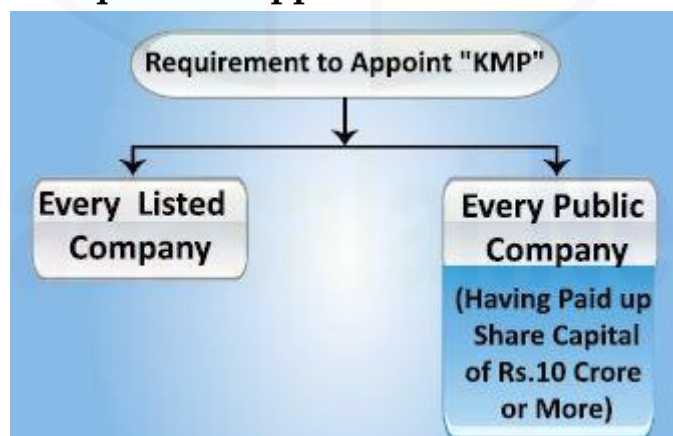 Requirement to Appoint "KMP"
Every Listed
Company
Every Public
Company
(Having Paid up
Share Capital
of Rs.10 Crore
or More)